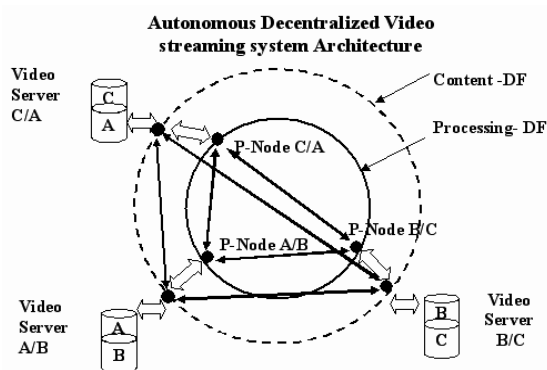 Autonomous Decentralized Video
streaming system Architecture
Video
Server
C/A
C
A
Content -DF
Processing- DF
P-Node C/A
P-Node A/B
P-Node B/C
Video
Server
A/B
A
B
B
C
Video
Server
B/C